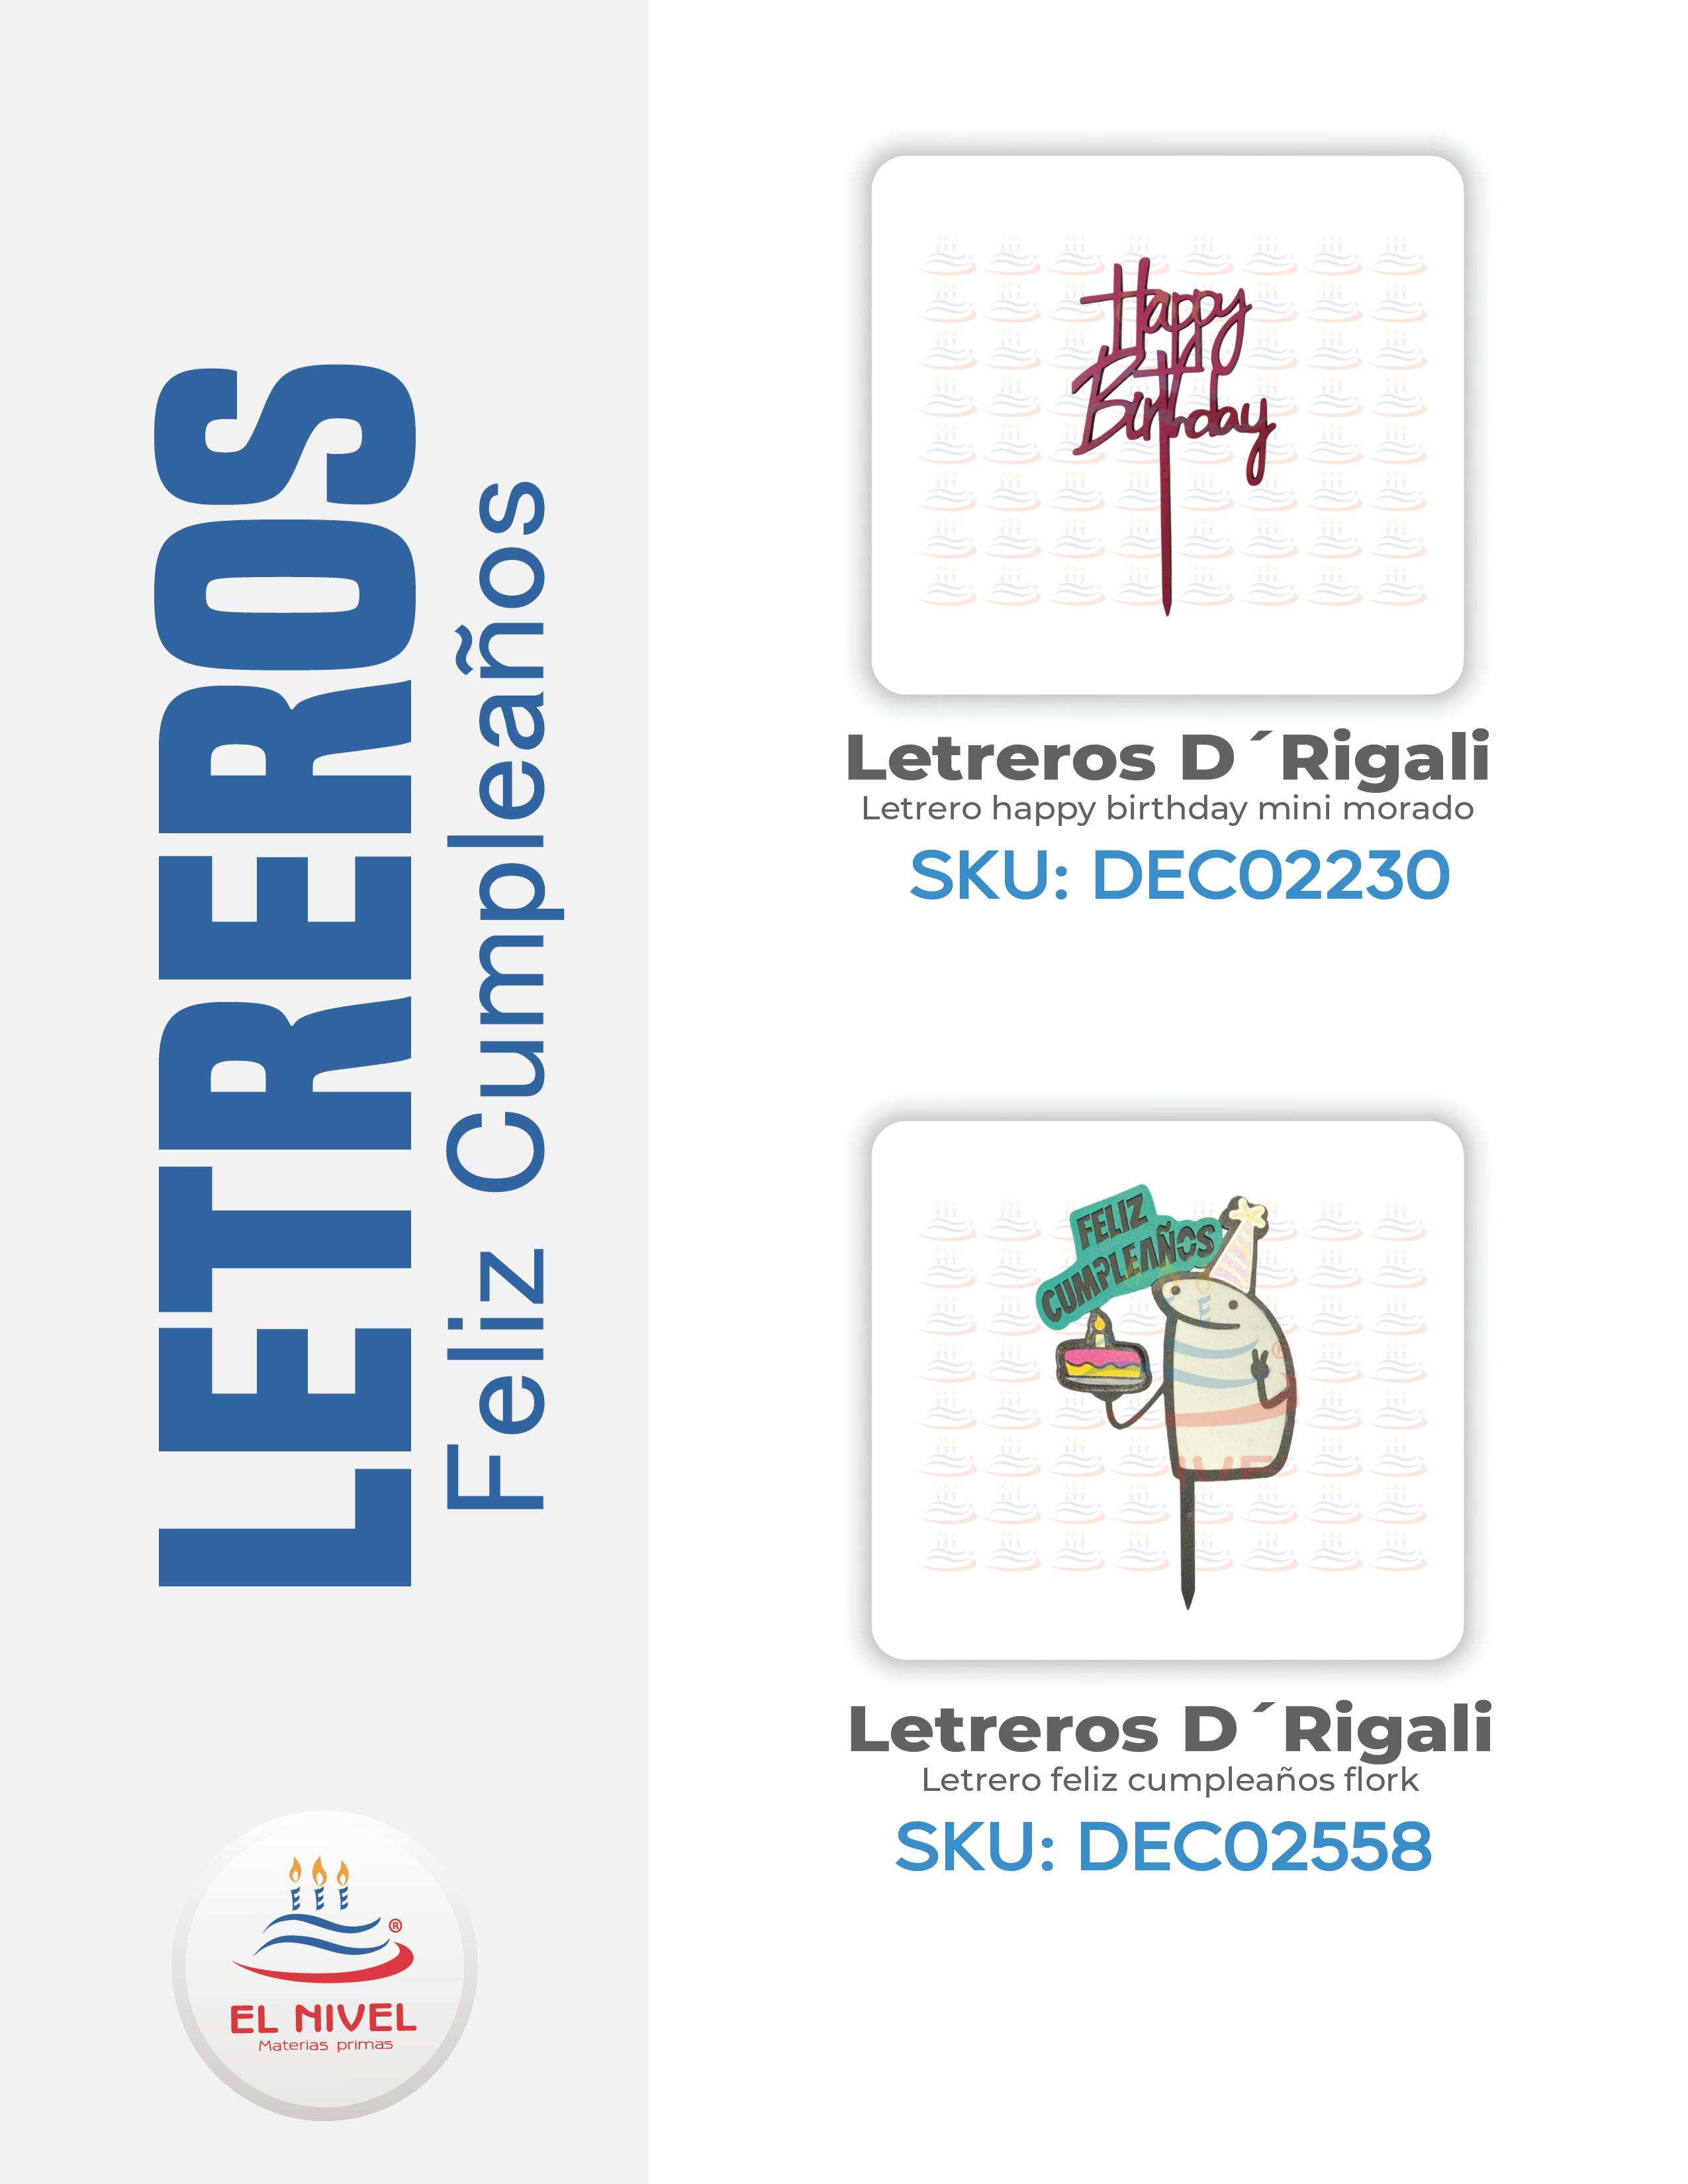 LETREROS
Feliz Cumpleaños
Happy
Birthday
Letreros D´Rigali
Letrero happy birthday mini morado
SKU: DEC02230
FELIZ
CUMPLEAÑOS
Letreros D´Rigali
Letrero feliz cumpleaños flork
SKU: DEC02558
®
EL NIVEL
Materias primas